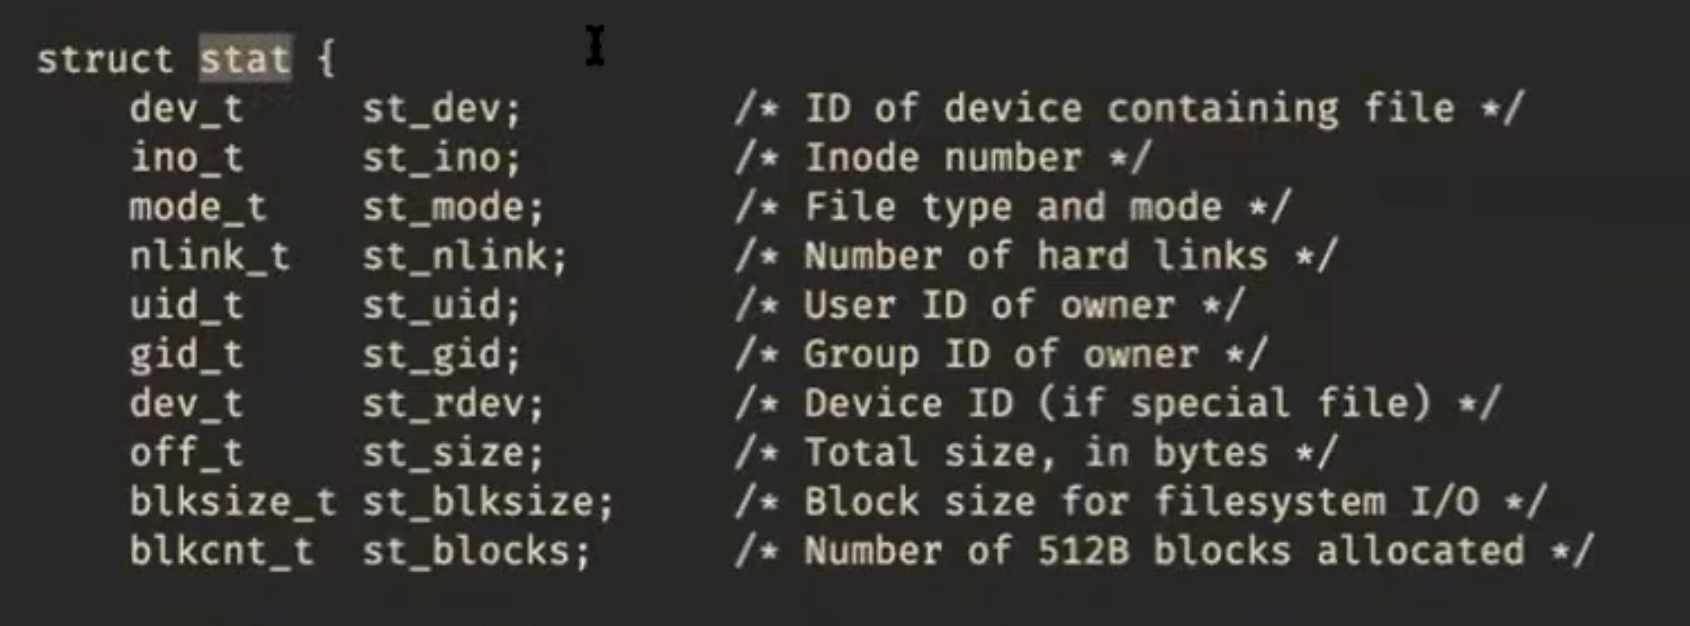 struct stat {
    dev_t     st_dev;         /* ID of device containing file */
    ino_t     st_ino;         /* Inode number */
    mode_t    st_mode;        /* File type and mode */
    nlink_t   st_nlink;       /* Number of hard links */
    uid_t     st_uid;         /* User ID of owner */
    gid_t     st_gid;         /* Group ID of owner */
    dev_t     st_rdev;        /* Device ID (if special file) */
    off_t     st_size;        /* Total size, in bytes */
    blksize_t st_blksize;     /* Block size for filesystem I/O */
    blkcnt_t  st_blocks;      /* Number of 512B blocks allocated */